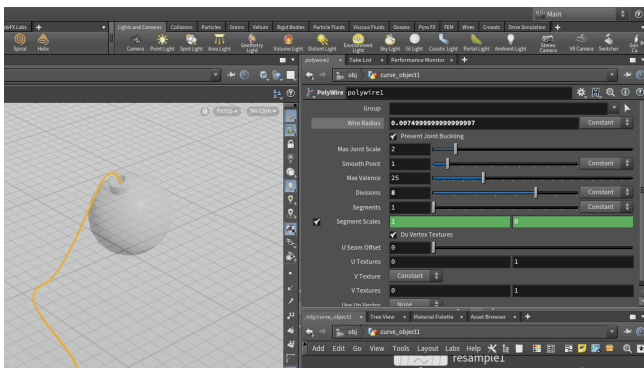 Main
deFX Labs
Lights and Cameras Collisions Particles Grains Vellum Rigid Bodies Particle Fluids Viscous Fluids Oceans Pyro FX FEM Wires Crowds Drive Simulation
Spiral Helix
Camera Point Light Spot Light Area Light Geometry Light Volume Light Distant Light Environment Light Sky Light GI Light Caustic Light Portal Light Ambient Light Stereo Camera VR Camera Switcher
polywire1 Take List Performance Monitor
obj curve_object1
PolyWire polywire1
Group
Wire Radius 0.0074999999999999997 Constant
Prevent Joint Buckling
Max Joint Scale 2
Smooth Point 1 Constant
Max Valence 25
Divisions 8 Constant
Segments 1 Constant
Segment Scales 1 0
Do Vertex Textures
U Seam Offset 0
U Textures 0 1
V Texture Constant
V Textures 0 1
Use Up Vector None
Persp No Cam
/obj/curve_object1 Tree View Material Palette Asset Browser
obj curve_object1
Add Edit Go View Tools Layout Labs Help
resample1